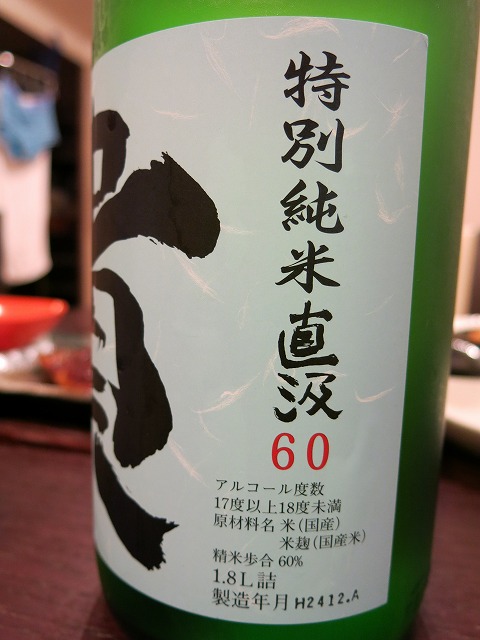 特別純米直汲
60
アルコール度数
17度以上18度未満
原材料名 米(国産)
米麹(国産米)
精米歩合 60%
1.8L詰
製造年月 H2412.A